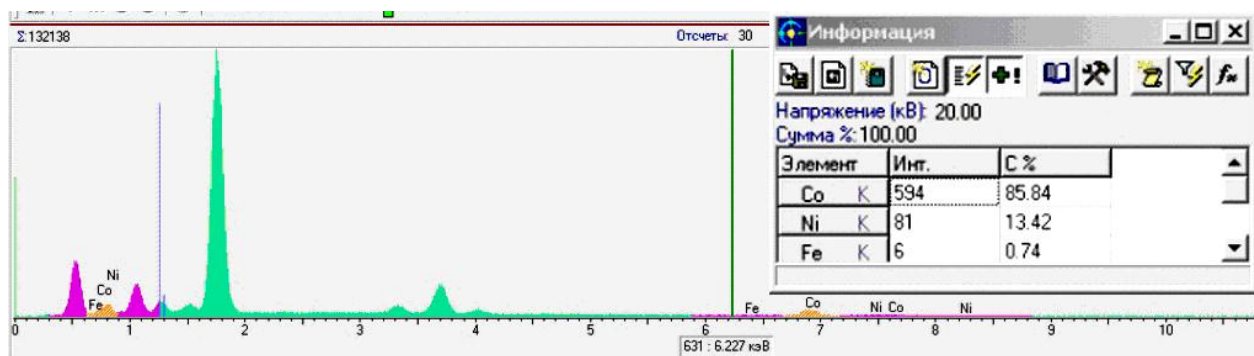 Σ:132138
Отсчеты: 30
Ni
Co
Fe
Fe
Co
Ni Co
Ni
0 1 2 3 4 5 6 7 8 9 10
631 : 6.227 кэВ
Информация
Напряжение (кВ): 20.00
Сумма %:100.00
Элемент Инт. C %
Co K 594 85.84
Ni K 81 13.42
Fe K 6 0.74